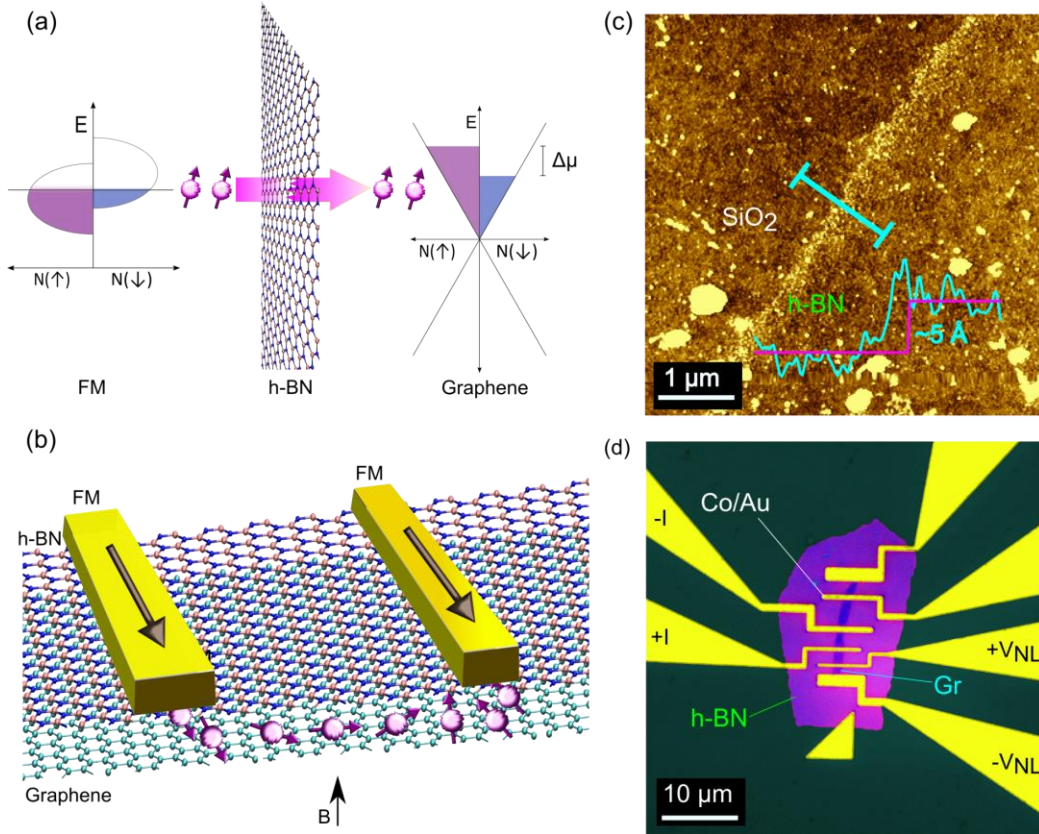 (a)
E
N(↑)
N(↓)
FM
h-BN
E
Δμ
N(↑)
N(↓)
Graphene
(b)
FM
h-BN
FM
Graphene
B
(c)
SiO₂
h-BN
~5 Å
1 μm
(d)
Co/Au
-I
+I
+VNL
Gr
h-BN
-VNL
10 μm